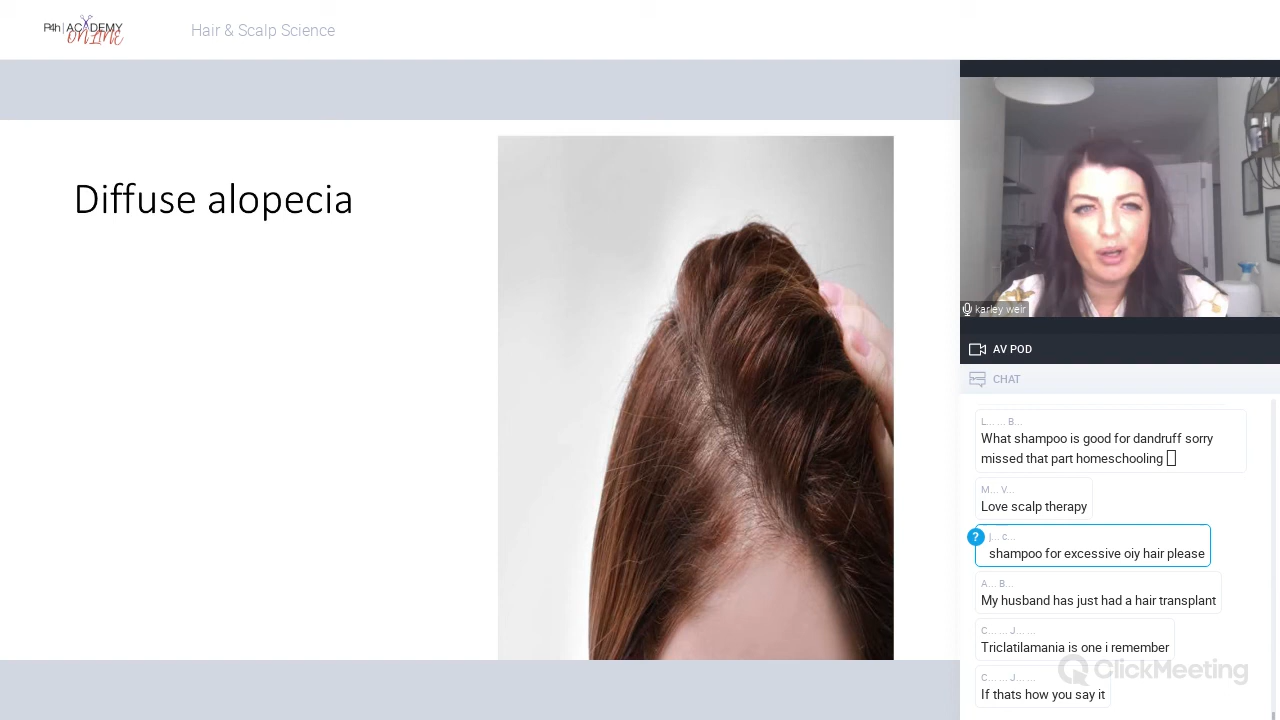 P4h | ACADEMY
ONLINE
Hair & Scalp Science
Diffuse alopecia
karley weir
AV POD
CHAT
L... ... B...
What shampoo is good for dandruff sorry
missed that part homeschooling
M... V...
Love scalp therapy
?
j... c...
shampoo for excessive oiy hair please
A... B...
My husband has just had a hair transplant
C... ... J... ...
Triclatilamania is one i remember
C... ... J... ...
If thats how you say it
ClickMeeting